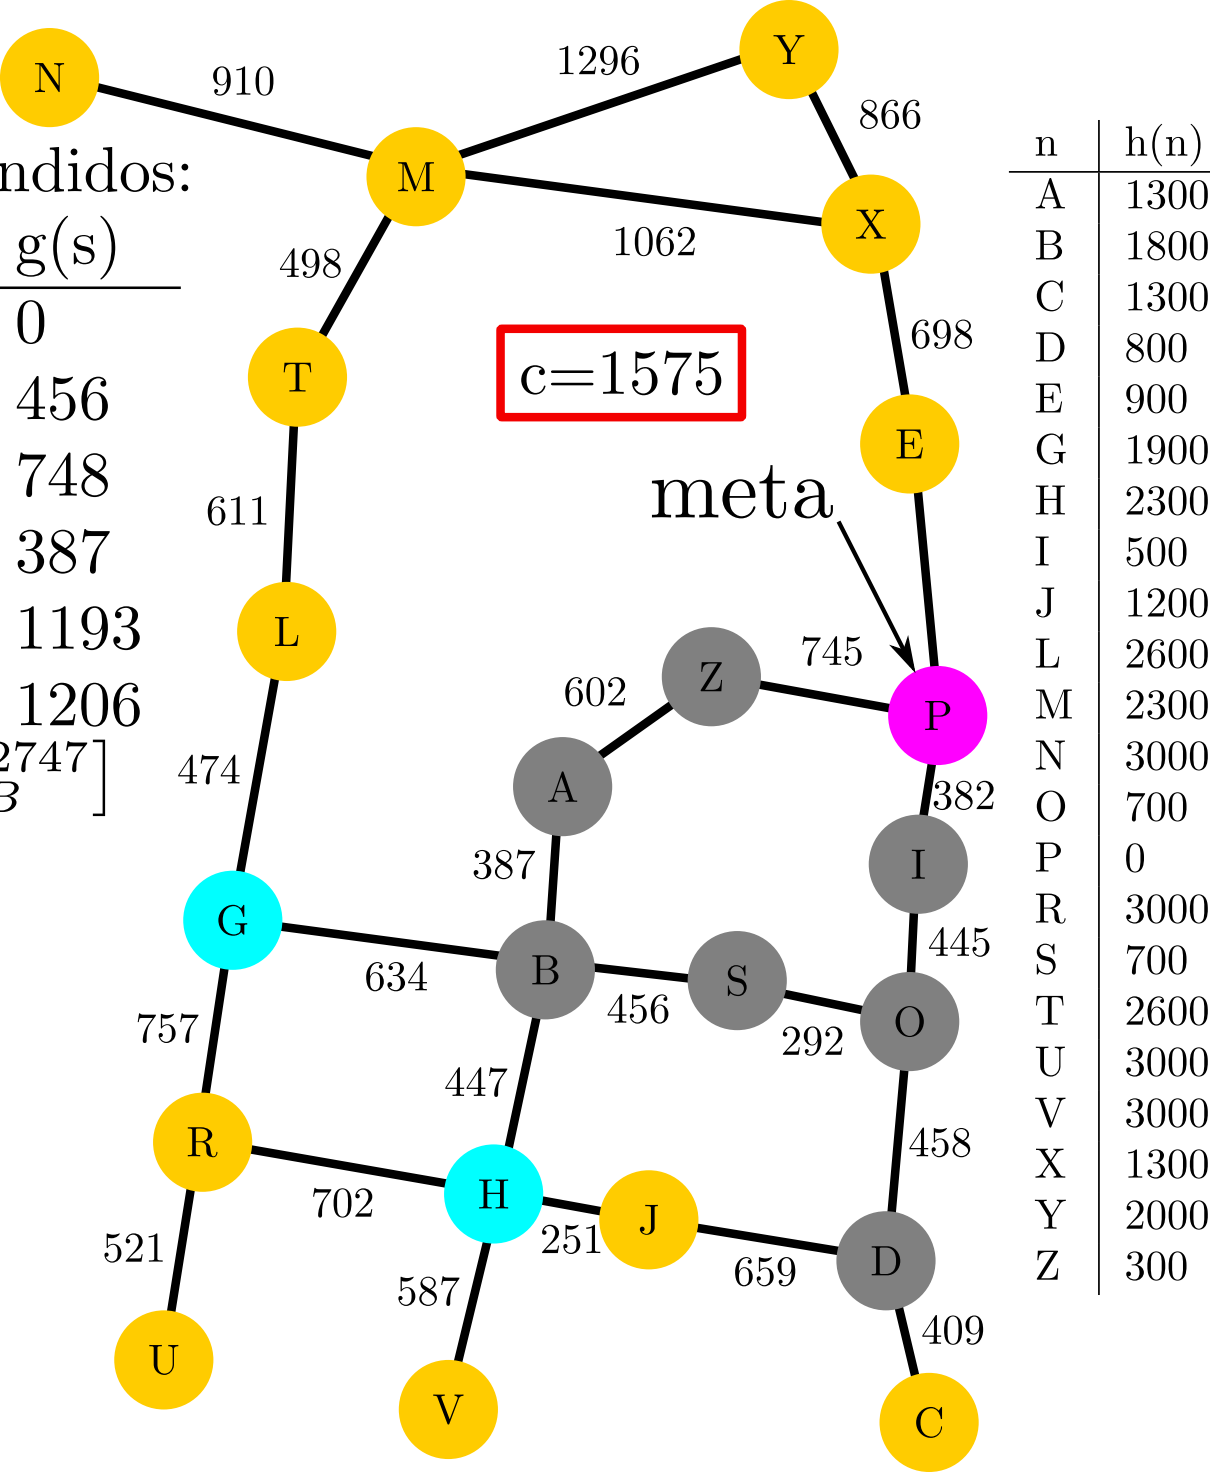 N
910
1296
Y
866
ndidos:
M
X
1062
498
g(s)
0
456
748
387
1193
1206
2747
B
T
c=1575
698
E
meta
611
L
602
Z
745
P
474
A
382
I
387
G
634
B
456
S
292
O
445
757
447
458
R
702
H
251
J
659
D
521
587
409
U
V
C
n h(n)
A 1300
B 1800
C 1300
D 800
E 900
G 1900
H 2300
I 500
J 1200
L 2600
M 2300
N 3000
O 700
P 0
R 3000
S 700
T 2600
U 3000
V 3000
X 1300
Y 2000
Z 300